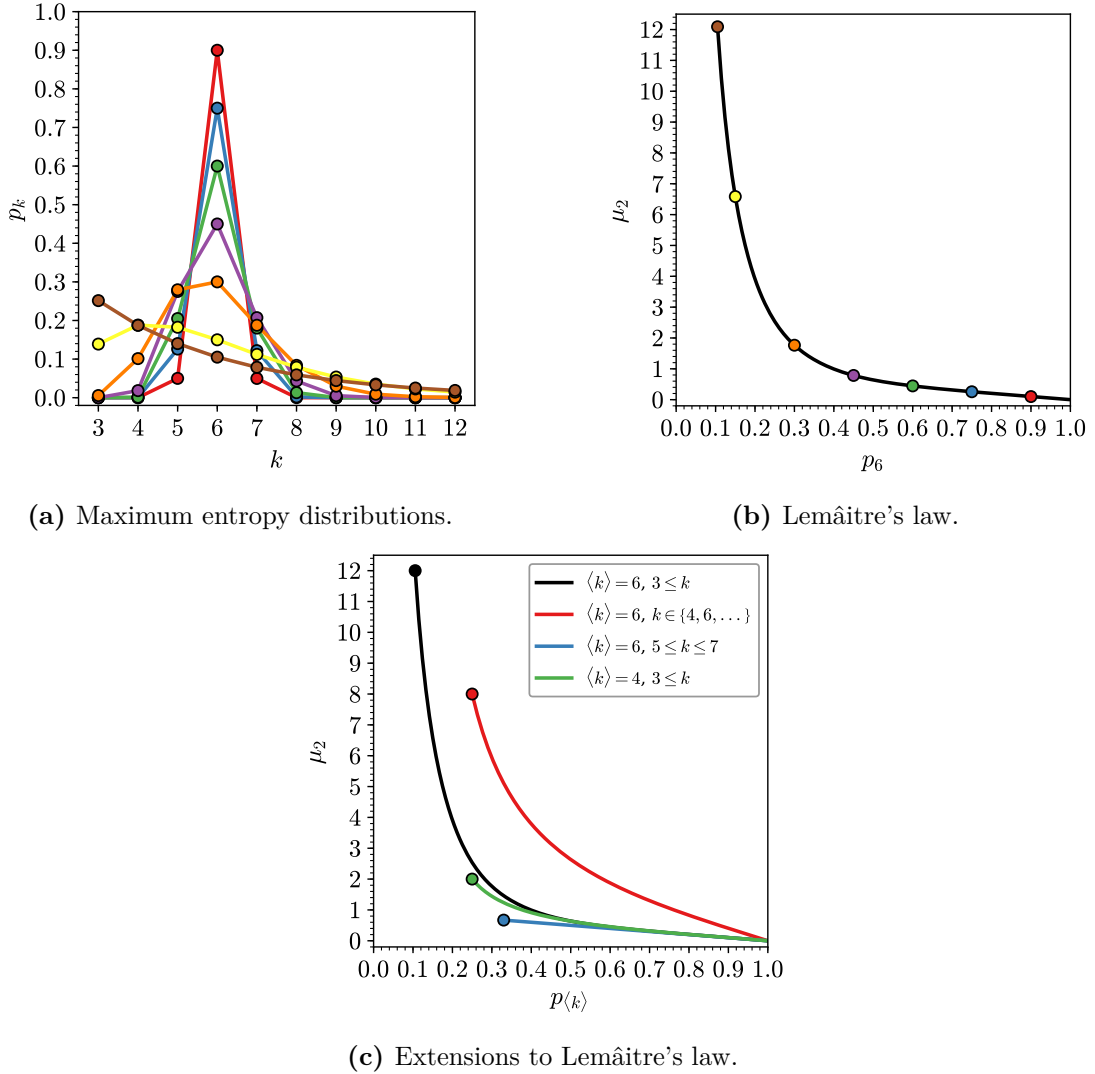 1.0
0.9
0.8
0.7
0.6
0.5
0.4
0.3
0.2
0.1
0.0
p_k
3 4 5 6 7 8 9 10 11 12
k
(a) Maximum entropy distributions.
12
11
10
9
8
7
6
5
4
3
2
1
0
μ_2
0.0 0.1 0.2 0.3 0.4 0.5 0.6 0.7 0.8 0.9 1.0
p_6
(b) Lemâitre's law.
12
11
10
9
8
7
6
5
4
3
2
1
0
μ_2
⟨k⟩ = 6, 3 ≤ k
⟨k⟩ = 6, k ∈ {4, 6, ...}
⟨k⟩ = 6, 5 ≤ k ≤ 7
⟨k⟩ = 4, 3 ≤ k
0.0 0.1 0.2 0.3 0.4 0.5 0.6 0.7 0.8 0.9 1.0
p_⟨k⟩
(c) Extensions to Lemâitre's law.